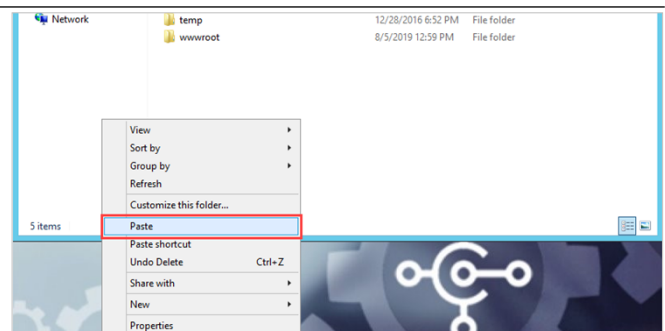 Network
temp 12/28/2016 6:52 PM File folder
wwwroot 8/5/2019 12:59 PM File folder
View
Sort by
Group by
Refresh
Customize this folder...
5 items
Paste
Paste shortcut
Undo Delete Ctrl+Z
Share with
New
Properties